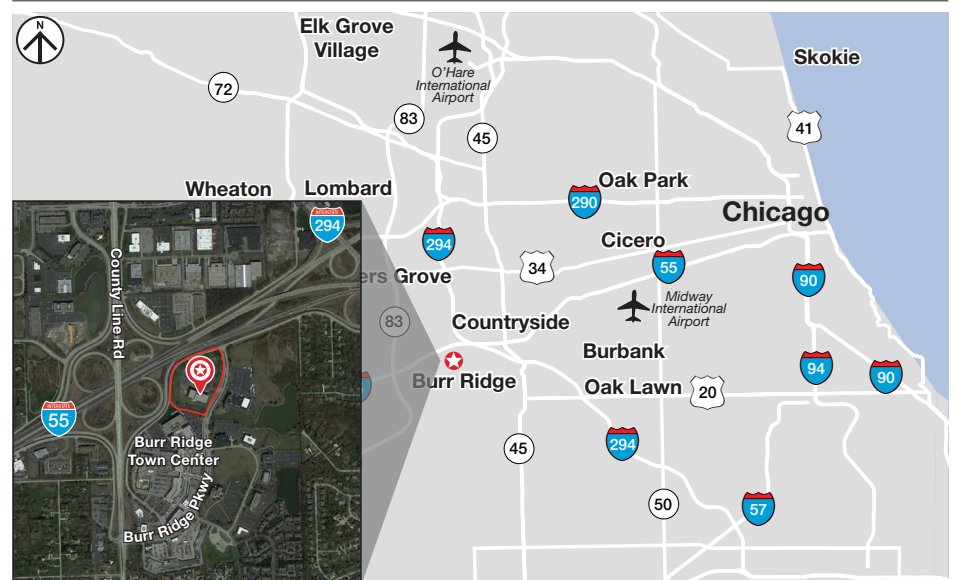 N
Elk Grove
Village
O'Hare
International
Airport
Skokie
72
83
45
41
Wheaton
Lombard
Oak Park
290
Chicago
294
Cicero
34
55
90
ers Grove
Midway
International
Airport
83
Countryside
Burbank
Burr Ridge
Oak Lawn
20
94
90
45
294
50
57
INTERSTATE
294
County Line Rd
INTERSTATE
55
Burr Ridge
Town Center
Burr Ridge Pkwy